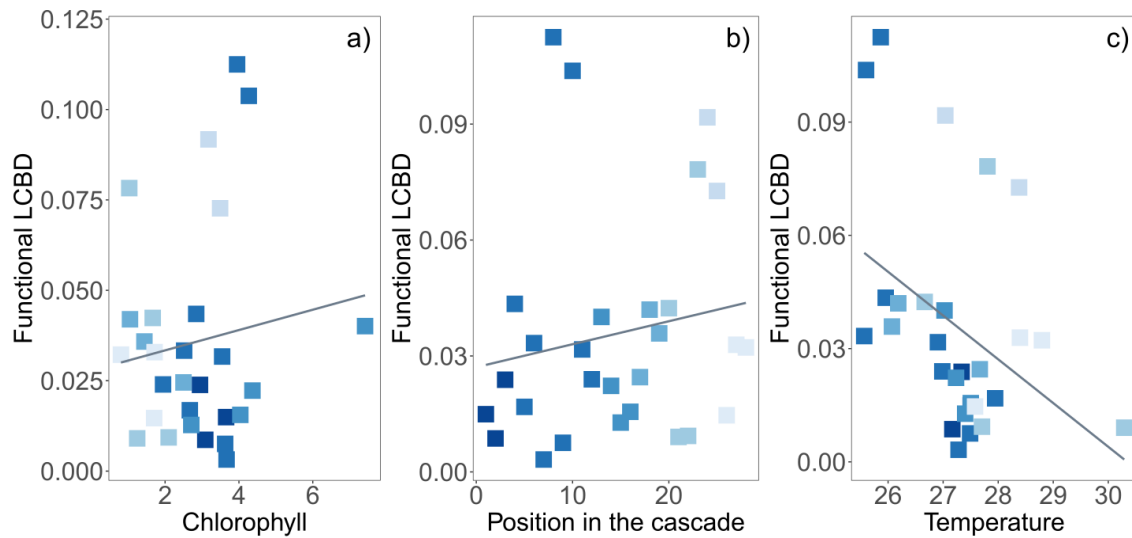 a)
Functional LCBD
0.125
0.100
0.075
0.050
0.025
0.000
2 4 6
Chlorophyll
b)
Functional LCBD
0.09
0.06
0.03
0.00
0 10 20
Position in the cascade
c)
Functional LCBD
0.09
0.06
0.03
0.00
26 27 28 29 30
Temperature